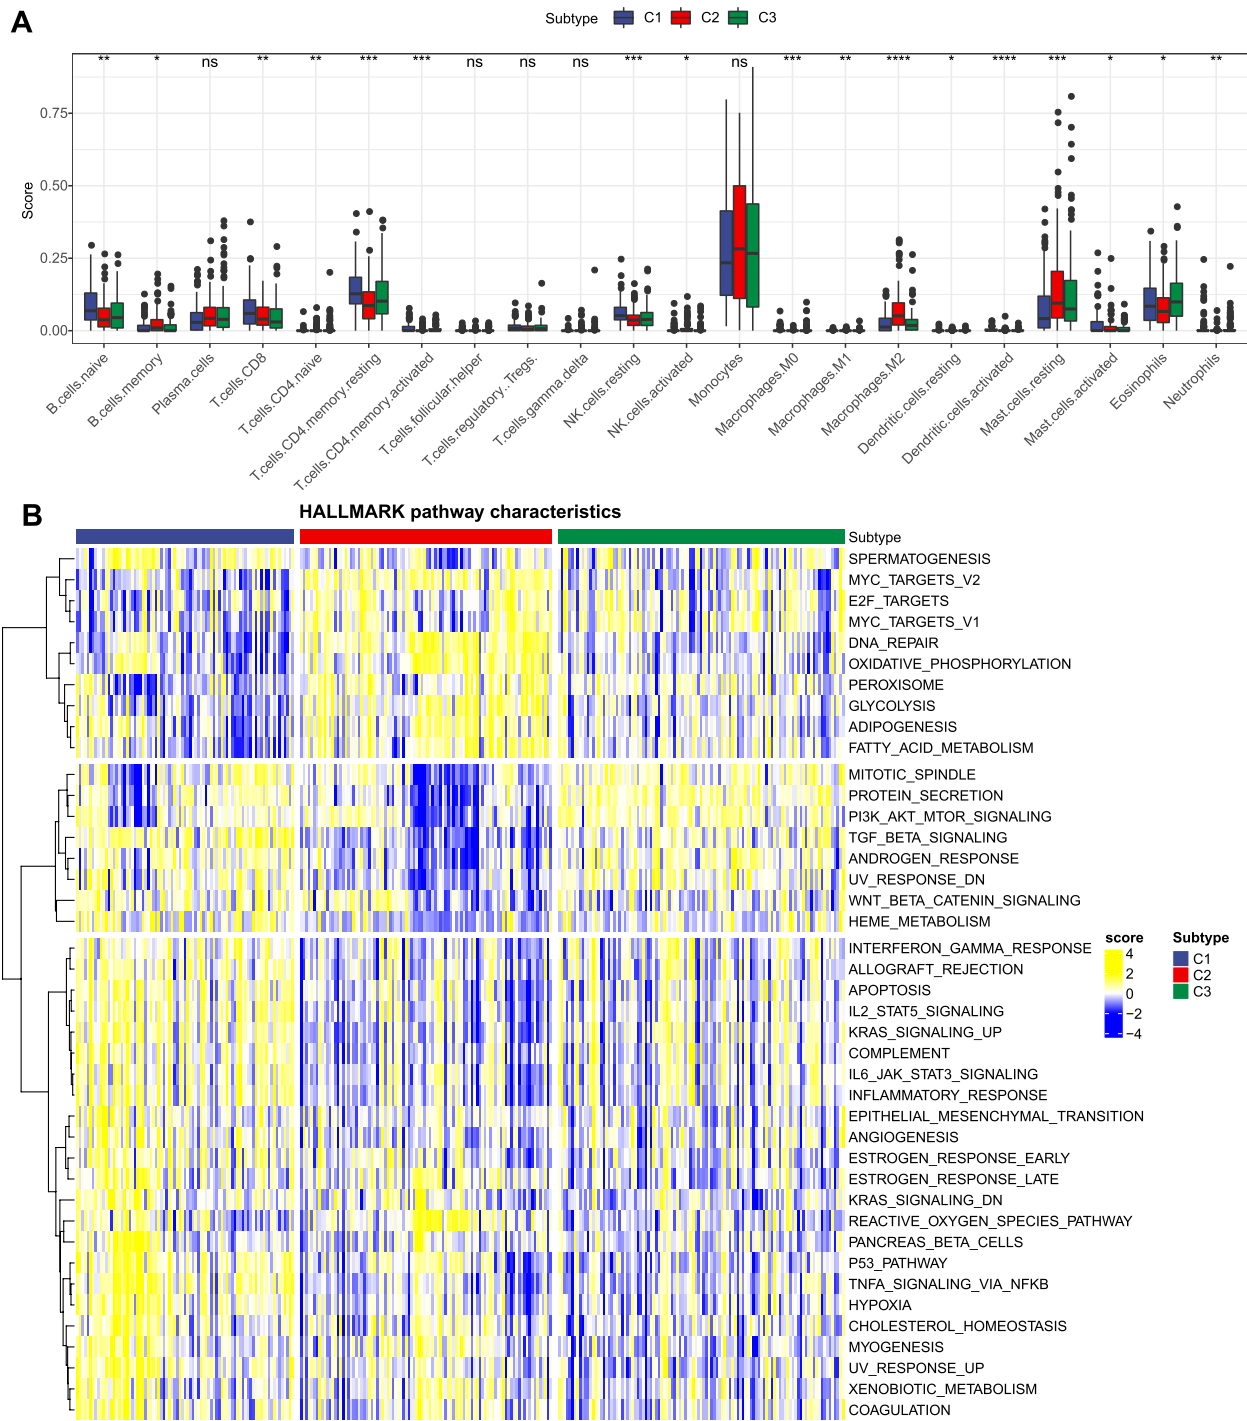 A
Subtype C1 C2 C3
** * ns ** ** *** *** ns ns ns *** * ns *** ** **** * **** *** * * **
Score
0.75
0.50
0.25
0.00
B.cells.naive
B.cells.memory
Plasma.cells
T.cells.CD8
T.cells.CD4.naive
T.cells.CD4.memory.resting
T.cells.CD4.memory.activated
T.cells.follicular.helper
T.cells.regulatory..Tregs.
T.cells.gamma.delta
NK.cells.resting
NK.cells.activated
Monocytes
Macrophages.M0
Macrophages.M1
Macrophages.M2
Dendritic.cells.resting
Dendritic.cells.activated
Mast.cells.resting
Mast.cells.activated
Eosinophils
Neutrophils
B
HALLMARK pathway characteristics
Subtype
SPERMATOGENESIS
MYC_TARGETS_V2
E2F_TARGETS
MYC_TARGETS_V1
DNA_REPAIR
OXIDATIVE_PHOSPHORYLATION
PEROXISOME
GLYCOLYSIS
ADIPOGENESIS
FATTY_ACID_METABOLISM
MITOTIC_SPINDLE
PROTEIN_SECRETION
PI3K_AKT_MTOR_SIGNALING
TGF_BETA_SIGNALING
ANDROGEN_RESPONSE
UV_RESPONSE_DN
WNT_BETA_CATENIN_SIGNALING
HEME_METABOLISM
INTERFERON_GAMMA_RESPONSE
ALLOGRAFT_REJECTION
APOPTOSIS
IL2_STAT5_SIGNALING
KRAS_SIGNALING_UP
COMPLEMENT
IL6_JAK_STAT3_SIGNALING
INFLAMMATORY_RESPONSE
EPITHELIAL_MESENCHYMAL_TRANSITION
ANGIOGENESIS
ESTROGEN_RESPONSE_EARLY
ESTROGEN_RESPONSE_LATE
KRAS_SIGNALING_DN
REACTIVE_OXYGEN_SPECIES_PATHWAY
PANCREAS_BETA_CELLS
P53_PATHWAY
TNFA_SIGNALING_VIA_NFKB
HYPOXIA
CHOLESTEROL_HOMEOSTASIS
MYOGENESIS
UV_RESPONSE_UP
XENOBIOTIC_METABOLISM
COAGULATION
score
4
2
0
−2
−4
Subtype
C1
C2
C3